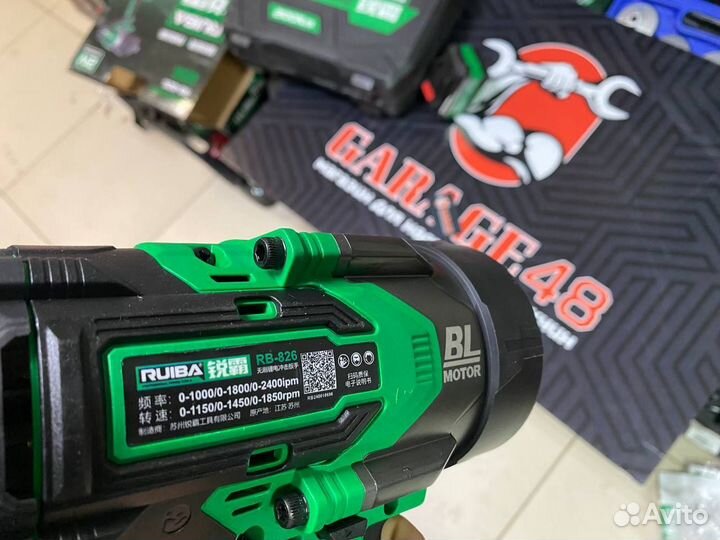 GARAGE48
RUIBA 锐霸
RB-826
无刷锂电冲击扳手
频率: 0-1000/0-1800/0-2400ipm
转速: 0-1150/0-1450/0-1850rpm
制造商: 苏州锐霸工具有限公司 原产地: 江苏 苏州
扫码质保
电子说明书
BL
MOTOR
Avito